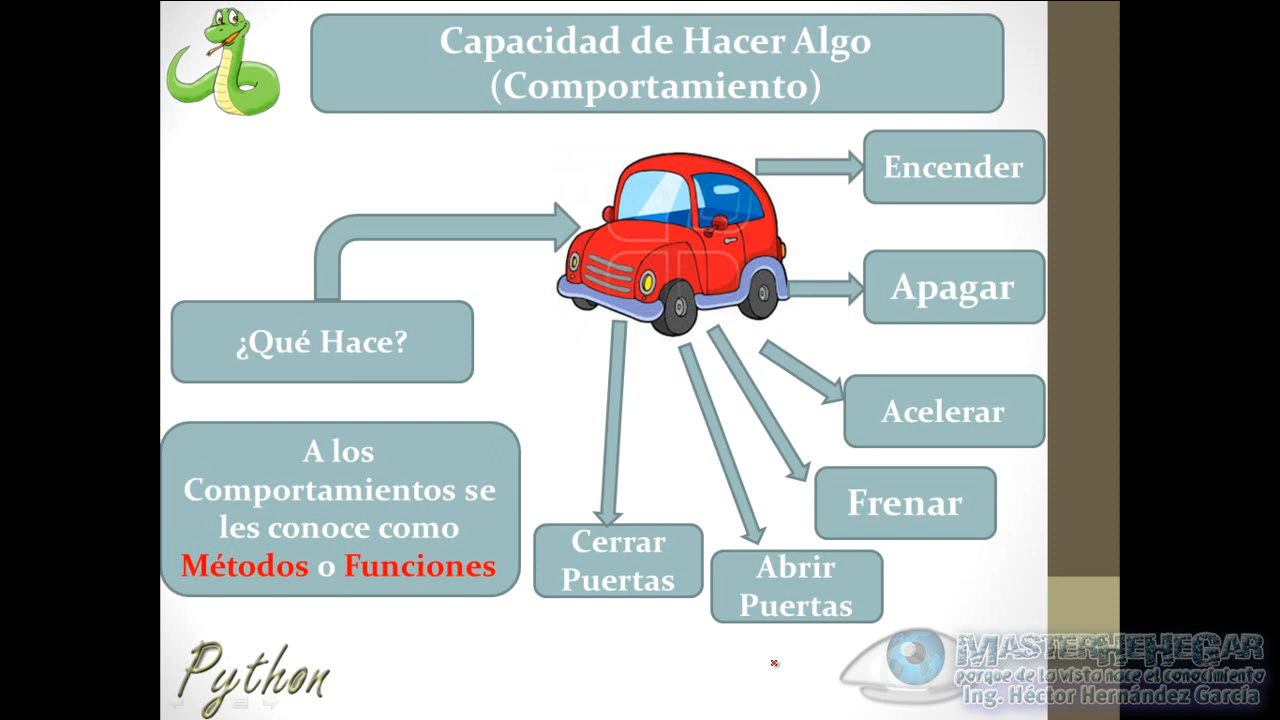 Capacidad de Hacer Algo
(Comportamiento)
Encender
Apagar
¿Qué Hace?
Acelerar
A los
Comportamientos se
les conoce como
Métodos o Funciones
Frenar
Cerrar
Puertas
Abrir
Puertas
Python
MASTERHEHEGAR
porque de la vista nace el conocimiento
Ing. Héctor Hernández García